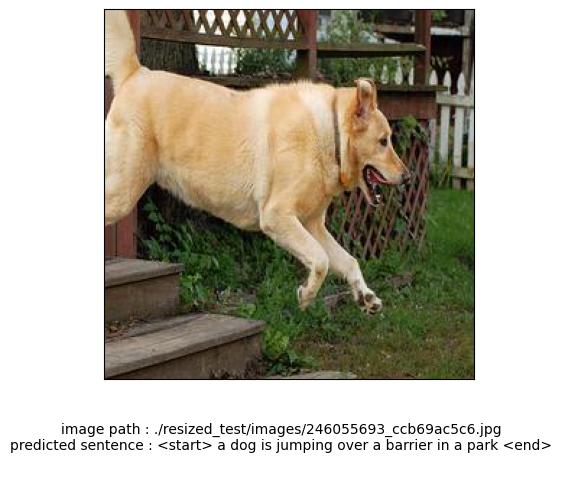 image path : ./resized_test/images/246055693_ccb69ac5c6.jpg
predicted sentence : <start> a dog is jumping over a barrier in a park <end>